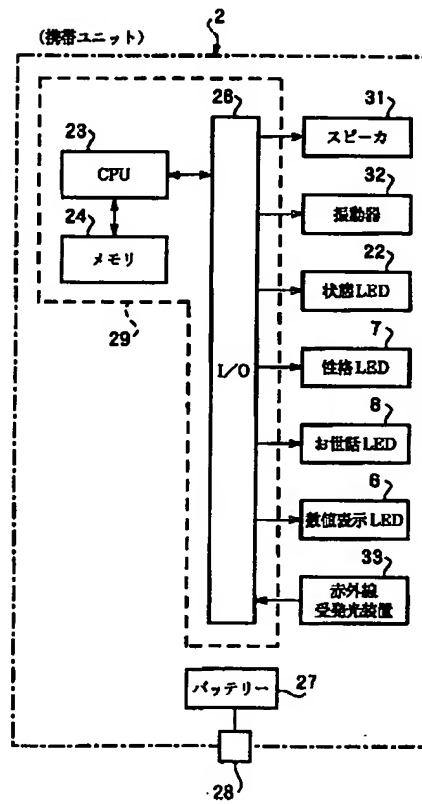 (携帯ユニット)
2
26
31
スピーカ
23
CPU
32
振動器
24
メモリ
22
状態LED
29
7
I/O
性格LED
8
お世話LED
6
数値表示LED
33
赤外線
受発光装置
バッテリー
27
28